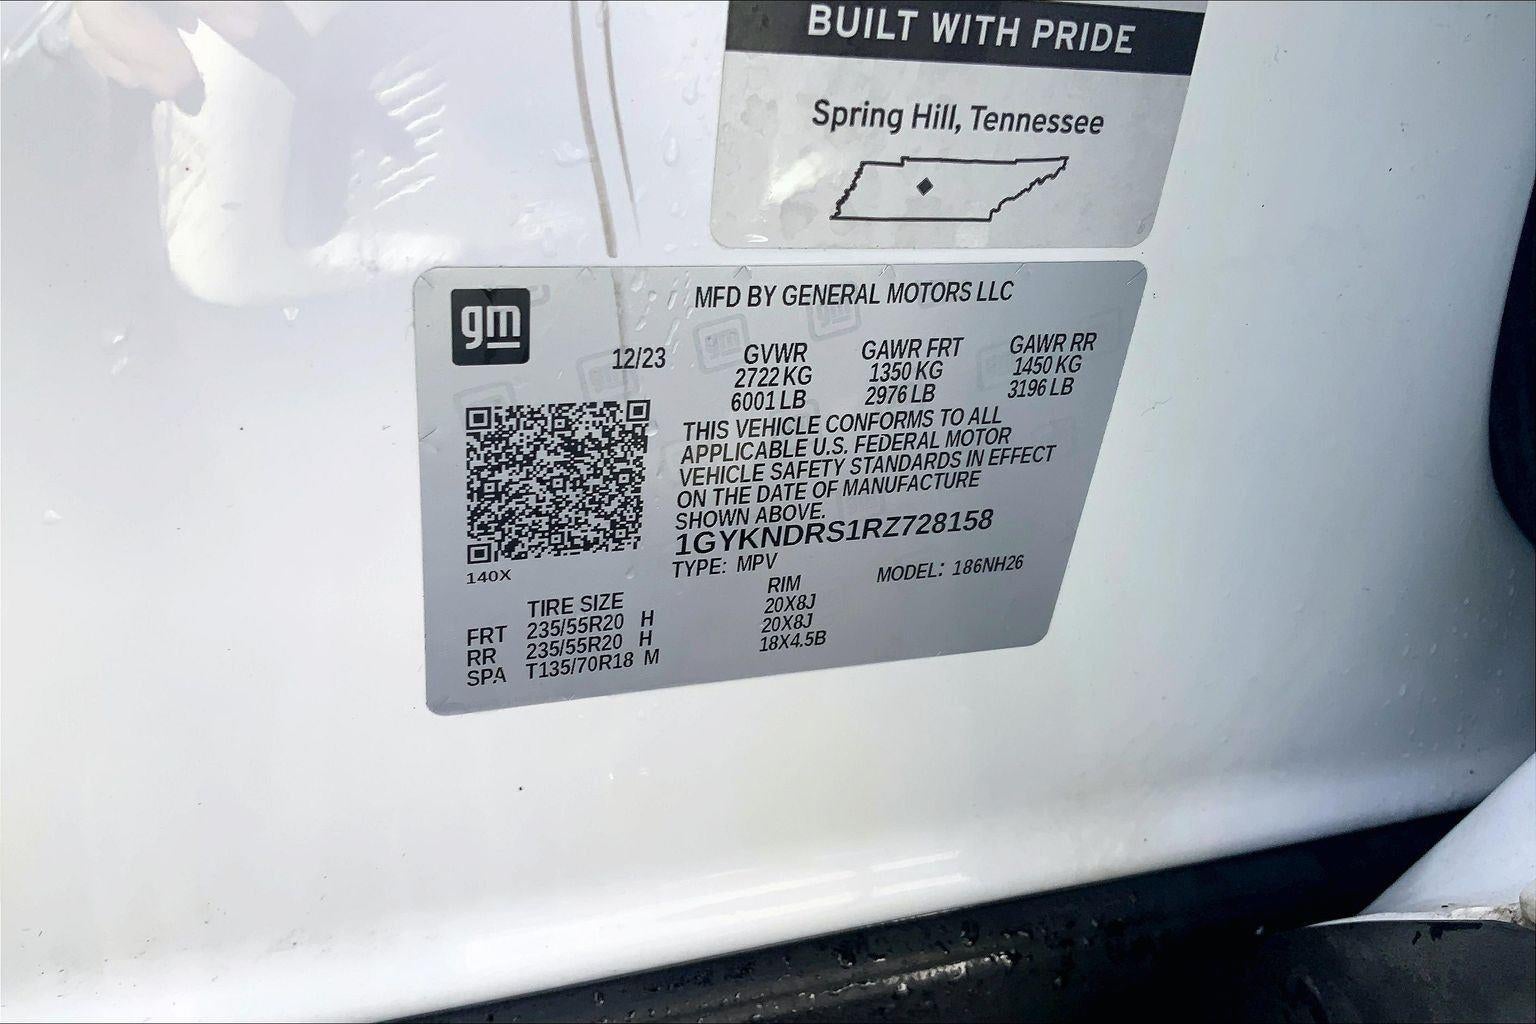 BUILT WITH PRIDE
Spring Hill, Tennessee
gm
MFD BY GENERAL MOTORS LLC
12/23 GVWR GAWR FRT GAWR RR
2722 KG 1350 KG 1450 KG
6001 LB 2976 LB 3196 LB
THIS VEHICLE CONFORMS TO ALL
APPLICABLE U.S. FEDERAL MOTOR
VEHICLE SAFETY STANDARDS IN EFFECT
ON THE DATE OF MANUFACTURE
SHOWN ABOVE.
1GYKNDRS1RZ728158
140X
TYPE: MPV MODEL: 186NH26
TIRE SIZE RIM
FRT 235/55R20 H 20X8J
RR 235/55R20 H 20X8J
SPA T135/70R18 M 18X4.5B